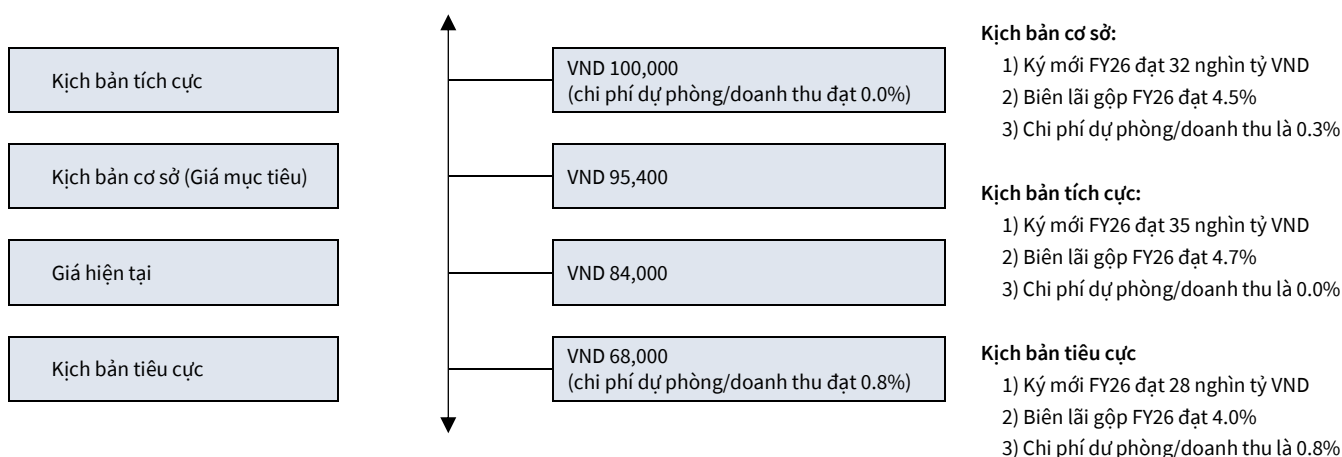 Kịch bản tích cực
VND 100,000
(chi phí dự phòng/doanh thu đạt 0.0%)
Kịch bản cơ sở (Giá mục tiêu)
VND 95,400
Giá hiện tại
VND 84,000
Kịch bản tiêu cực
VND 68,000
(chi phí dự phòng/doanh thu đạt 0.8%)
Kịch bản cơ sở:
1) Ký mới FY26 đạt 32 nghìn tỷ VND
2) Biên lãi gộp FY26 đạt 4.5%
3) Chi phí dự phòng/doanh thu là 0.3%
Kịch bản tích cực:
1) Ký mới FY26 đạt 35 nghìn tỷ VND
2) Biên lãi gộp FY26 đạt 4.7%
3) Chi phí dự phòng/doanh thu là 0.0%
Kịch bản tiêu cực
1) Ký mới FY26 đạt 28 nghìn tỷ VND
2) Biên lãi gộp FY26 đạt 4.0%
3) Chi phí dự phòng/doanh thu là 0.8%